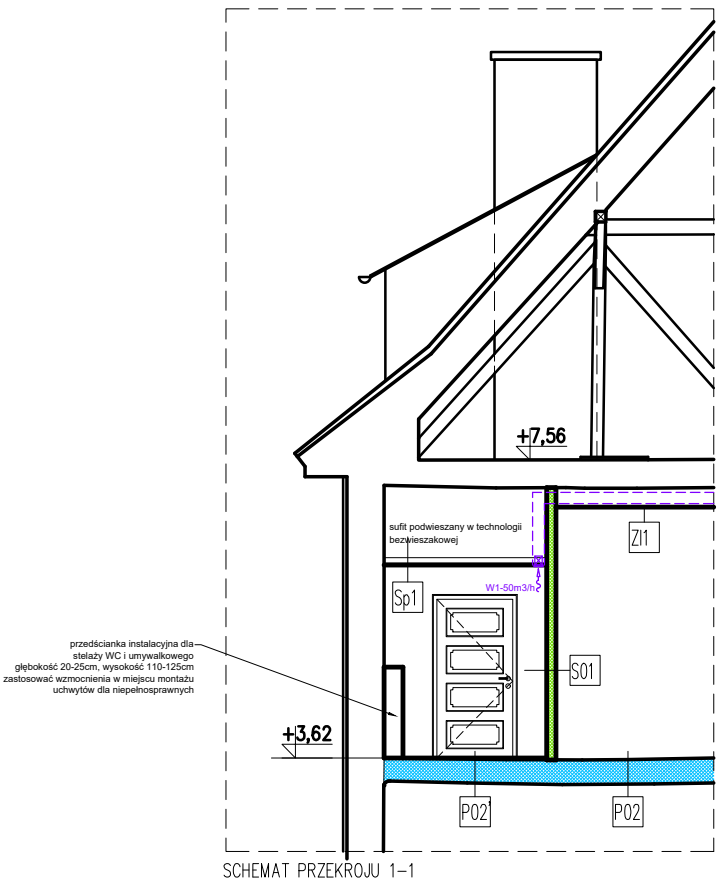 +7,56
sufit podwieszany w technologii
bezwieszakowej
ZI1
W1-50m3/h
Sp1
przedścianka instalacyjna dla
stelaży WC i umywalkowego
głębokość 20-25cm, wysokość 110-125cm
zastosować wzmocnienia w miejscu montażu
uchwytów dla niepełnosprawnych
S01
+3,62
P02'
P02
SCHEMAT PRZEKROJU 1-1